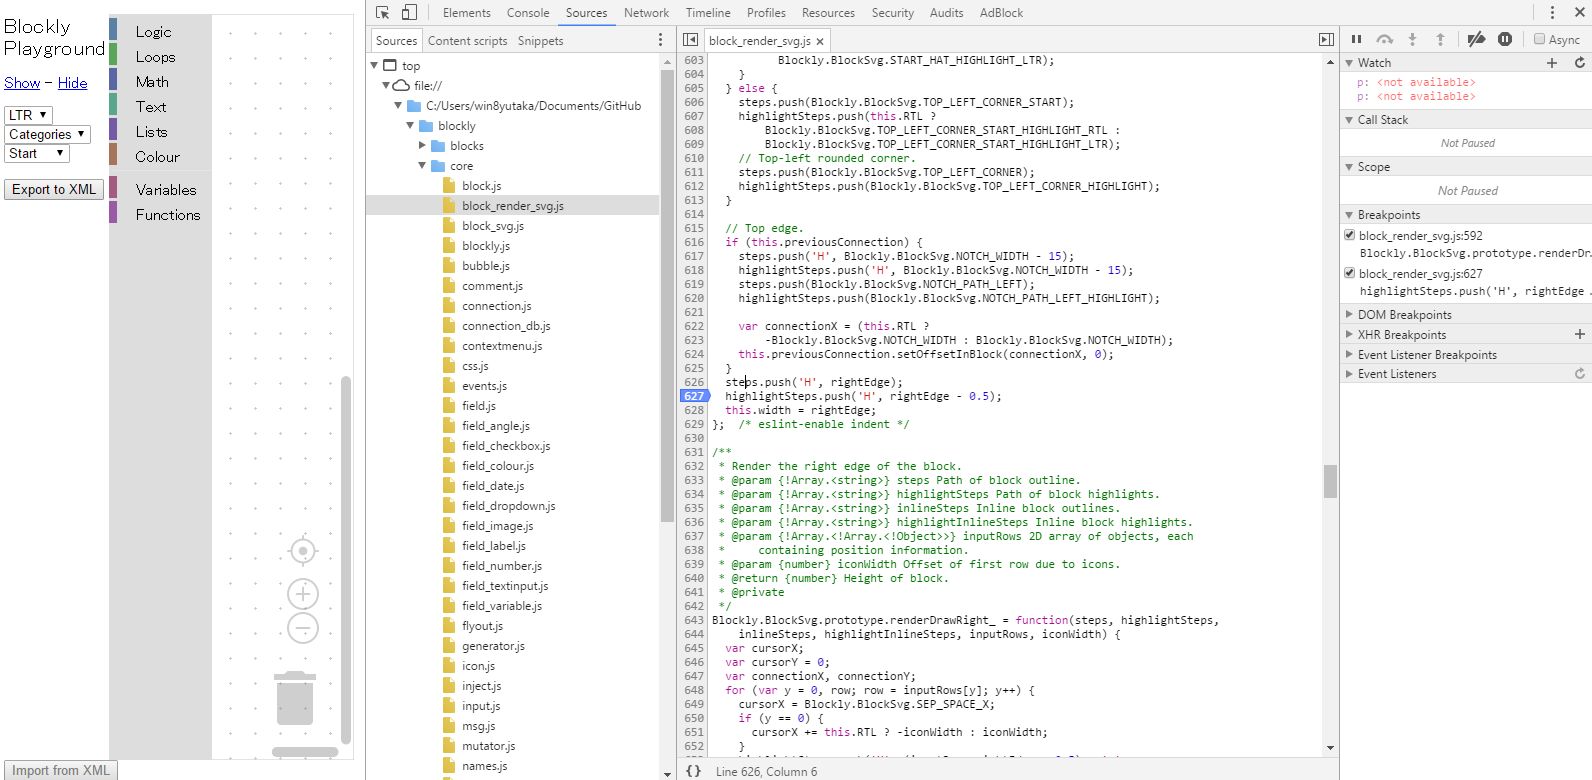 Blockly
Playground
Show - Hide
LTR
Categories
Start
Export to XML
Import from XML
Logic
Loops
Math
Text
Lists
Colour
Variables
Functions
Elements Console Sources Network Timeline Profiles Resources Security Audits AdBlock
Sources Content scripts Snippets
top
file://
C:/Users/win8yutaka/Documents/GitHub
blockly
blocks
core
block.js
block_render_svg.js
block_svg.js
blockly.js
bubble.js
comment.js
connection.js
connection_db.js
contextmenu.js
css.js
events.js
field.js
field_angle.js
field_checkbox.js
field_colour.js
field_date.js
field_dropdown.js
field_image.js
field_label.js
field_number.js
field_textinput.js
field_variable.js
flyout.js
generator.js
icon.js
inject.js
input.js
msg.js
mutator.js
names.js
block_render_svg.js ×
603 Blockly.BlockSvg.START_HAT_HIGHLIGHT_LTR);
604 }
605 } else {
606 steps.push(Blockly.BlockSvg.TOP_LEFT_CORNER_START);
607 highlightSteps.push(this.RTL ?
608 Blockly.BlockSvg.TOP_LEFT_CORNER_START_HIGHLIGHT_RTL :
609 Blockly.BlockSvg.TOP_LEFT_CORNER_START_HIGHLIGHT_LTR);
610 // Top-left rounded corner.
611 steps.push(Blockly.BlockSvg.TOP_LEFT_CORNER);
612 highlightSteps.push(Blockly.BlockSvg.TOP_LEFT_CORNER_HIGHLIGHT);
613 }
614
615 // Top edge.
616 if (this.previousConnection) {
617 steps.push('H', Blockly.BlockSvg.NOTCH_WIDTH - 15);
618 highlightSteps.push('H', Blockly.BlockSvg.NOTCH_WIDTH - 15);
619 steps.push(Blockly.BlockSvg.NOTCH_PATH_LEFT);
620 highlightSteps.push(Blockly.BlockSvg.NOTCH_PATH_LEFT_HIGHLIGHT);
621
622 var connectionX = (this.RTL ?
623 -Blockly.BlockSvg.NOTCH_WIDTH : Blockly.BlockSvg.NOTCH_WIDTH);
624 this.previousConnection.setOffsetInBlock(connectionX, 0);
625 }
626 steps.push('H', rightEdge);
627 highlightSteps.push('H', rightEdge - 0.5);
628 this.width = rightEdge;
629 }; /* eslint-enable indent */
630
631 /**
632 * Render the right edge of the block.
633 * @param {!Array.<string>} steps Path of block outline.
634 * @param {!Array.<string>} highlightSteps Path of block highlights.
635 * @param {!Array.<string>} inlineSteps Inline block outlines.
636 * @param {!Array.<string>} highlightInlineSteps Inline block highlights.
637 * @param {!Array.<!Array.<!Object>>} inputRows 2D array of objects, each
638 * containing position information.
639 * @param {number} iconWidth Offset of first row due to icons.
640 * @return {number} Height of block.
641 * @private
642 */
643 Blockly.BlockSvg.prototype.renderDrawRight_ = function(steps, highlightSteps,
644 inlineSteps, highlightInlineSteps, inputRows, iconWidth) {
645 var cursorX;
646 var cursorY = 0;
647 var connectionX, connectionY;
648 for (var y = 0, row; row = inputRows[y]; y++) {
649 cursorX = Blockly.BlockSvg.SEP_SPACE_X;
650 if (y == 0) {
651 cursorX += this.RTL ? -iconWidth : iconWidth;
652 }
{} Line 626, Column 6
Async
Watch
p: <not available>
p: <not available>
Call Stack
Not Paused
Scope
Not Paused
Breakpoints
block_render_svg.js:592
Blockly.BlockSvg.prototype.renderDr…
block_render_svg.js:627
highlightSteps.push('H', rightEdge …
DOM Breakpoints
XHR Breakpoints
Event Listener Breakpoints
Event Listeners